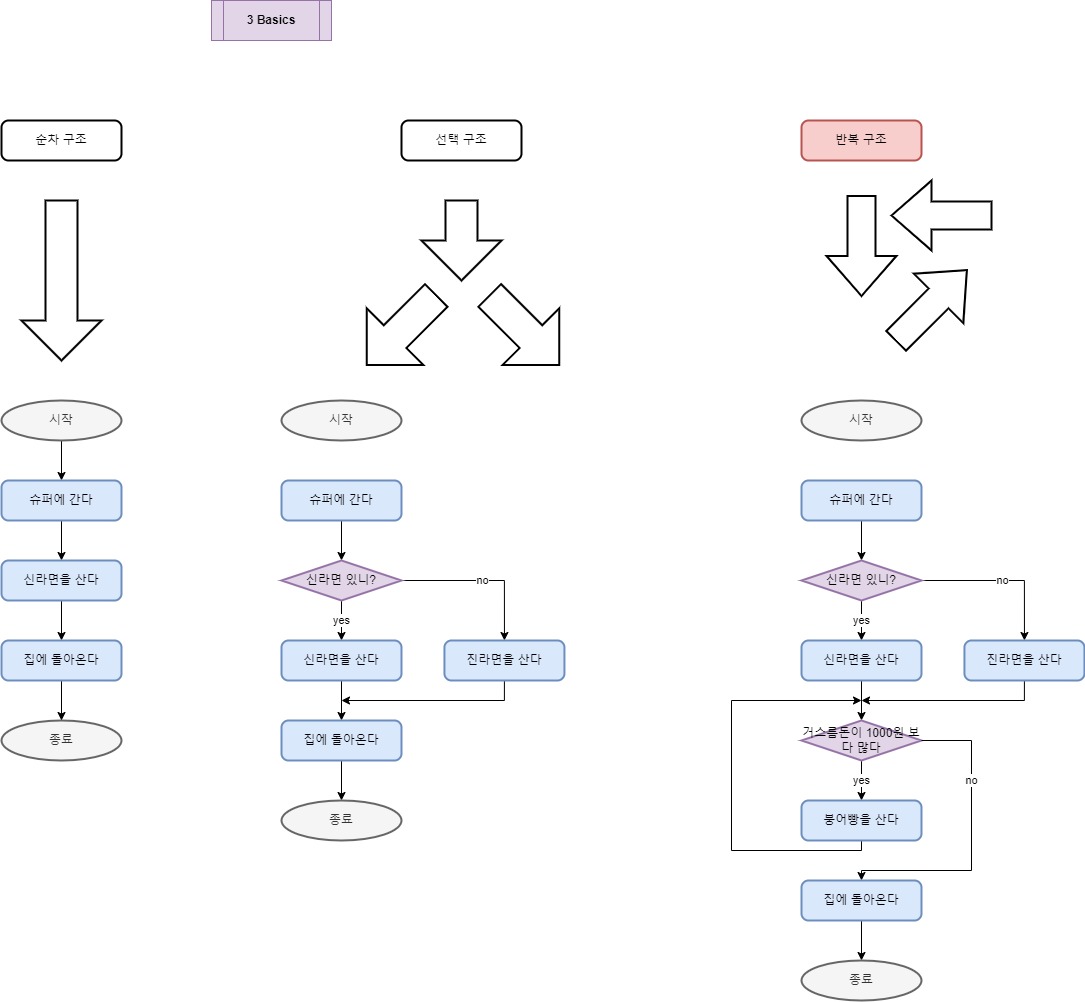 3 Basics
순차 구조
선택 구조
반복 구조
시작
슈퍼에 간다
신라면을 산다
집에 돌아온다
종료
시작
슈퍼에 간다
신라면 있니?
no
yes
신라면을 산다
진라면을 산다
집에 돌아온다
종료
시작
슈퍼에 간다
신라면 있니?
no
yes
신라면을 산다
진라면을 산다
거스름돈이 1000원 보
다 많다
yes
no
붕어빵을 산다
집에 돌아온다
종료